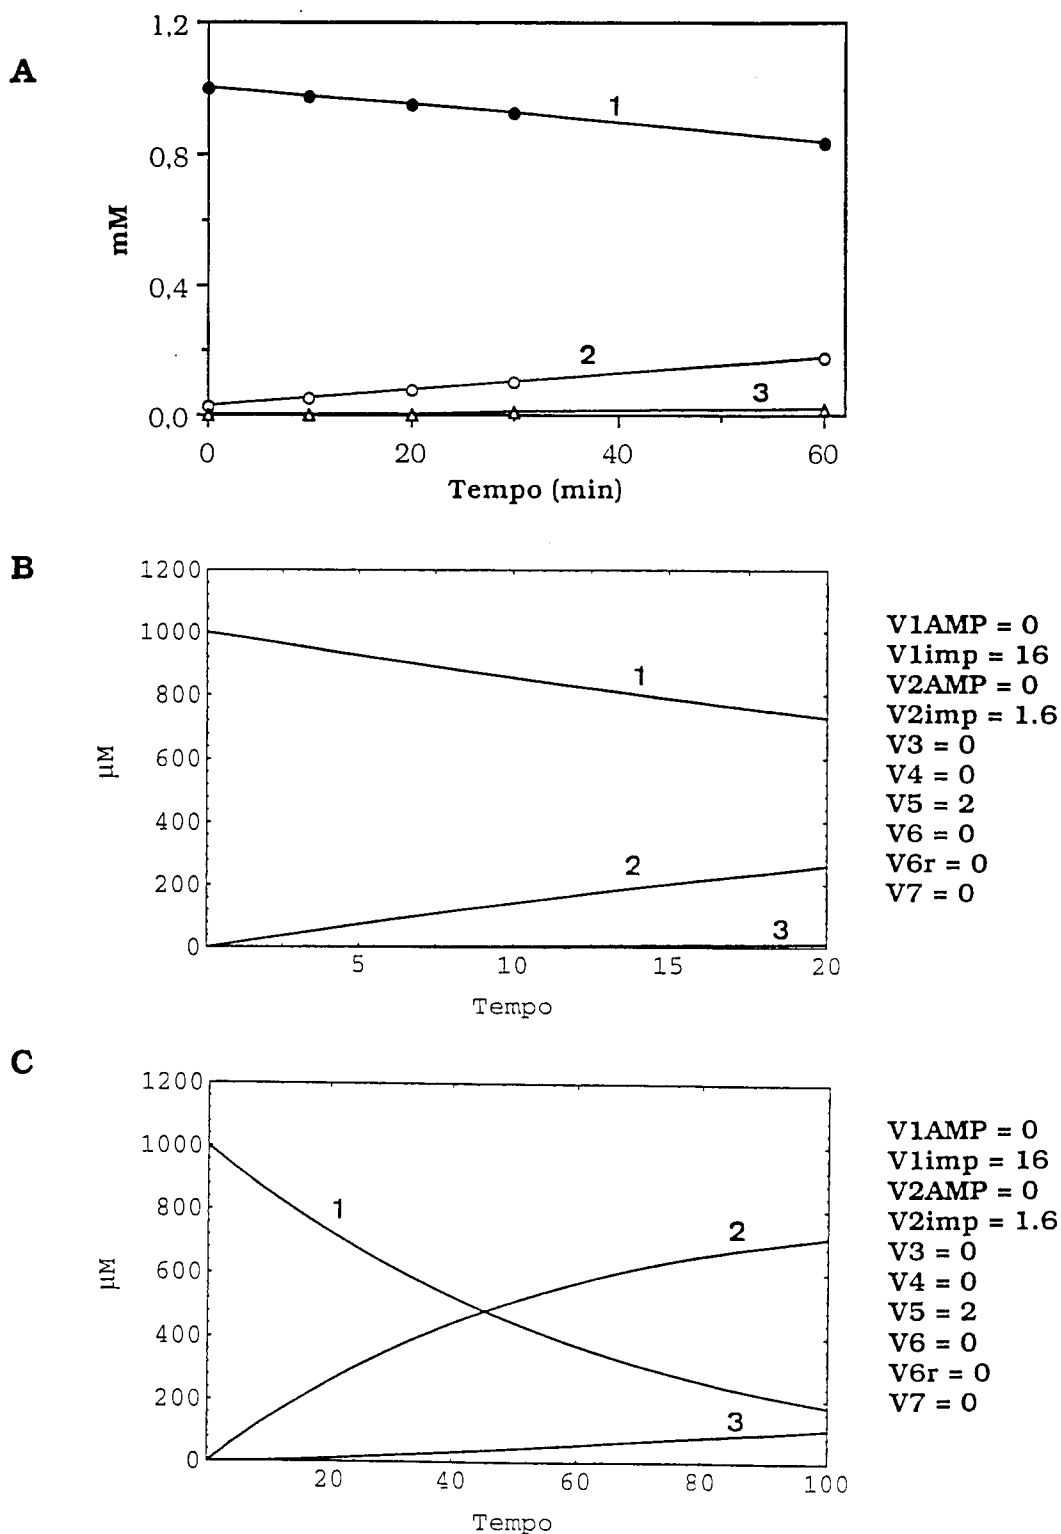 A
1,2
0,8
0,4
0,0
mM
1
2
3
0 20 40 60
Tempo (min)
B
1200
1000
800
600
400
200
0
µM
1
2
3
5 10 15 20
Tempo
V1AMP = 0
V1imp = 16
V2AMP = 0
V2imp = 1.6
V3 = 0
V4 = 0
V5 = 2
V6 = 0
V6r = 0
V7 = 0
C
1200
1000
800
600
400
200
0
µM
1
2
3
20 40 60 80 100
Tempo
V1AMP = 0
V1imp = 16
V2AMP = 0
V2imp = 1.6
V3 = 0
V4 = 0
V5 = 2
V6 = 0
V6r = 0
V7 = 0